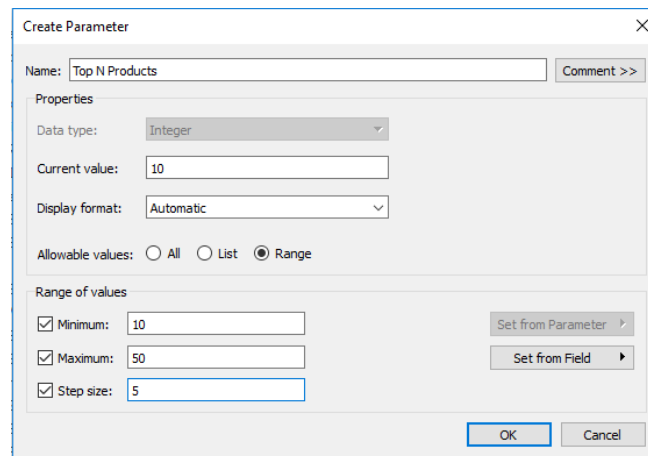 Create Parameter
Name: Top N Products Comment >>
Properties
Data type: Integer
Current value: 10
Display format: Automatic
Allowable values: All List Range
Range of values
Minimum: 10 Set from Parameter
Maximum: 50 Set from Field
Step size: 5
OK Cancel